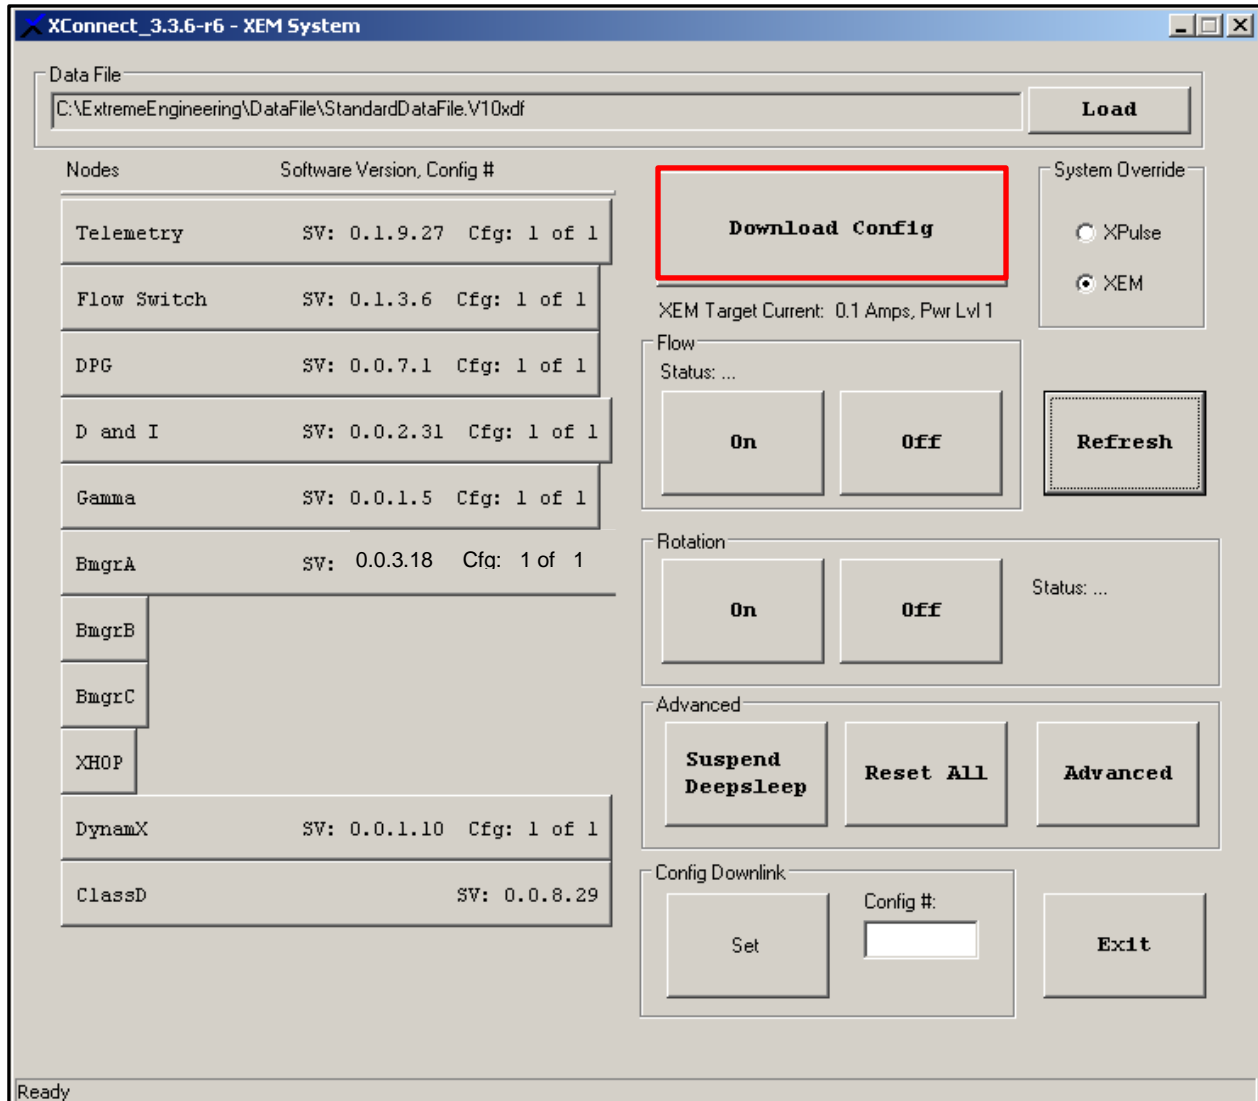 XConnect_3.3.6-r6 - XEM System
Data File
C:\ExtremeEngineering\DataFile\StandardDataFile.V10xdf
Load
Nodes Software Version, Config #
Telemetry SV: 0.1.9.27 Cfg: 1 of 1
Flow Switch SV: 0.1.3.6 Cfg: 1 of 1
DPG SV: 0.0.7.1 Cfg: 1 of 1
D and I SV: 0.0.2.31 Cfg: 1 of 1
Gamma SV: 0.0.1.5 Cfg: 1 of 1
BmgrA SV: 0.0.3.18 Cfg: 1 of 1
BmgrB
BmgrC
XHOP
DynamX SV: 0.0.1.10 Cfg: 1 of 1
ClassD SV: 0.0.8.29
Download Config
XEM Target Current: 0.1 Amps, Pwr Lvl 1
System Override
XPulse
XEM
Flow
Status: ...
On
Off
Refresh
Rotation
On
Off
Status: ...
Advanced
Suspend
Deepsleep
Reset All
Advanced
Config Downlink
Set
Config #:
Exit
Ready